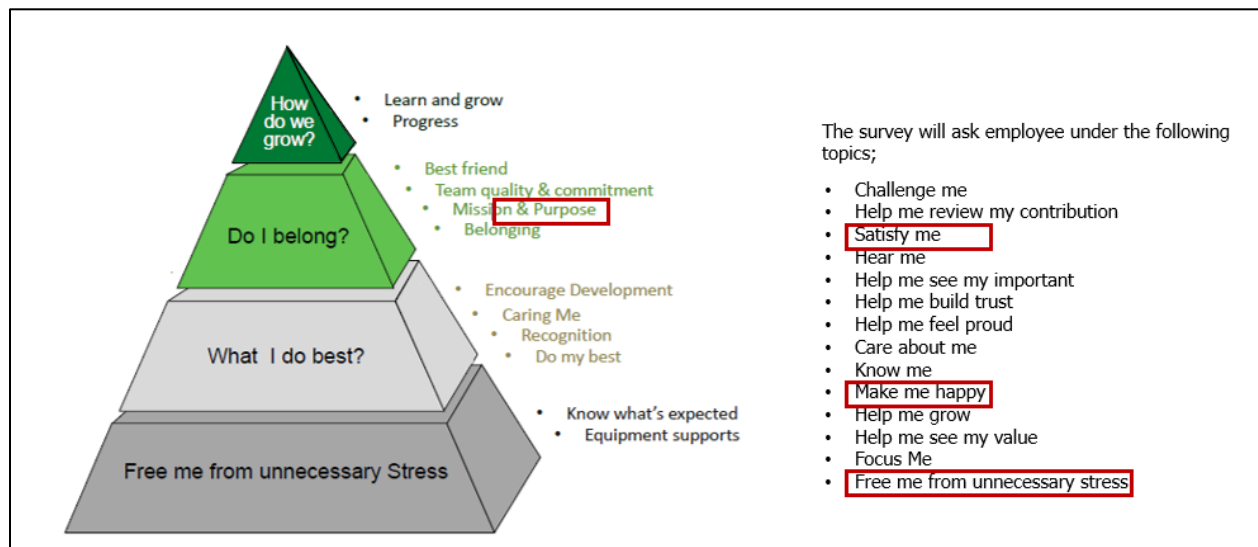 How
do we
grow?
• Learn and grow
• Progress
Do I belong?
• Best friend
• Team quality & commitment
• Mission & Purpose
• Belonging
What I do best?
• Encourage Development
• Caring Me
• Recognition
• Do my best
Free me from unnecessary Stress
• Know what's expected
• Equipment supports
The survey will ask employee under the following
topics;
• Challenge me
• Help me review my contribution
• Satisfy me
• Hear me
• Help me see my important
• Help me build trust
• Help me feel proud
• Care about me
• Know me
• Make me happy
• Help me grow
• Help me see my value
• Focus Me
• Free me from unnecessary stress